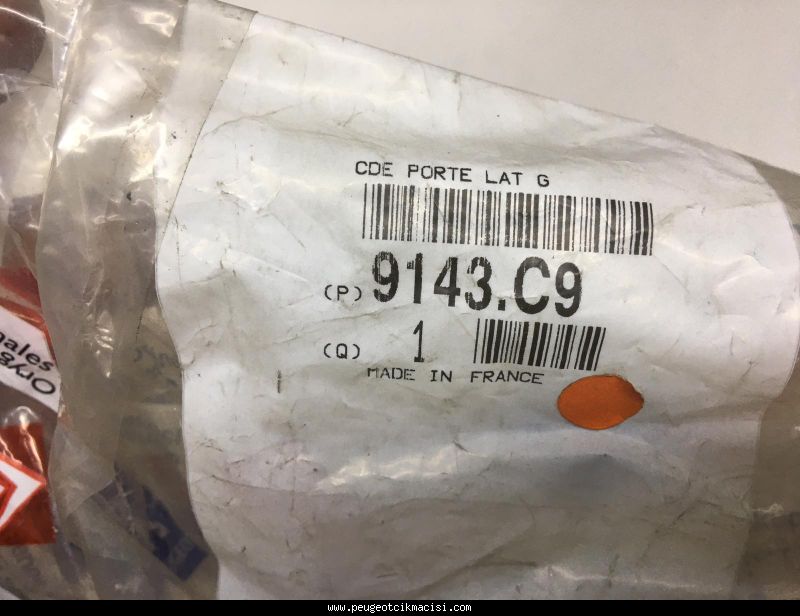 CDE PORTE LAT G
(P) 9143.C9
(Q) 1
MADE IN FRANCE
www.peugeotcikmacisi.com